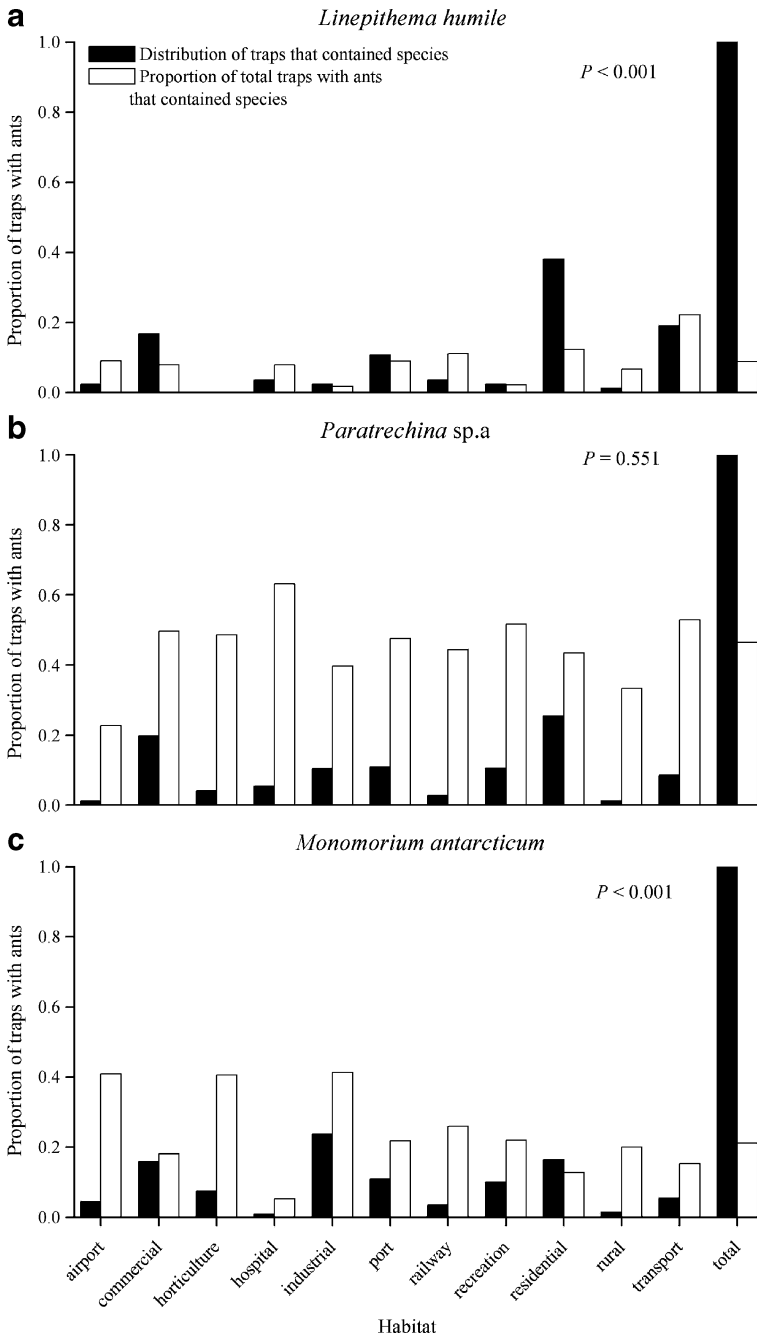 a
Linepithema humile
Distribution of traps that contained species
Proportion of total traps with ants
that contained species
P < 0.001
1.0
0.8
0.6
0.4
0.2
0.0
Proportion of traps with ants
b
Paratrechina sp.a
P = 0.551
1.0
0.8
0.6
0.4
0.2
0.0
Proportion of traps with ants
c
Monomorium antarcticum
P < 0.001
1.0
0.8
0.6
0.4
0.2
0.0
Proportion of traps with ants
airport
commercial
horticulture
hospital
industrial
port
railway
recreation
residential
rural
transport
total
Habitat